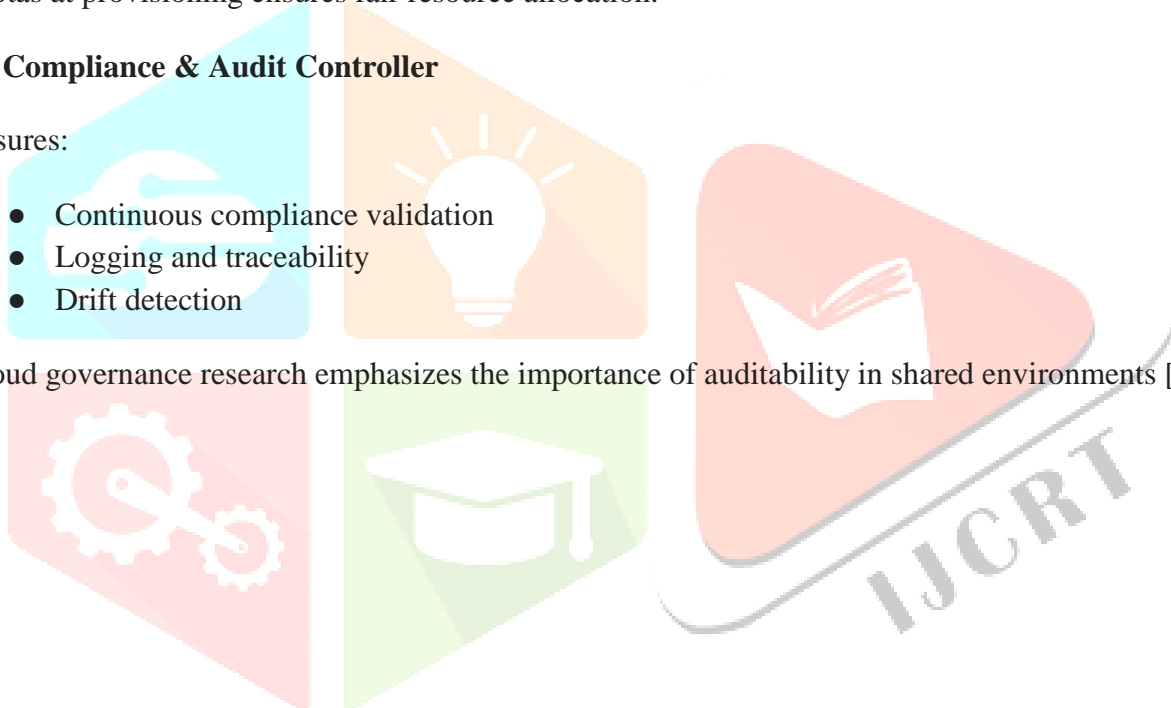 at provisioning ensures fair resource allocation.
Compliance & Audit Controller
sures:
● Continuous compliance validation
● Logging and traceability
● Drift detection
oud governance research emphasizes the importance of auditability in shared environments [
IJCRT